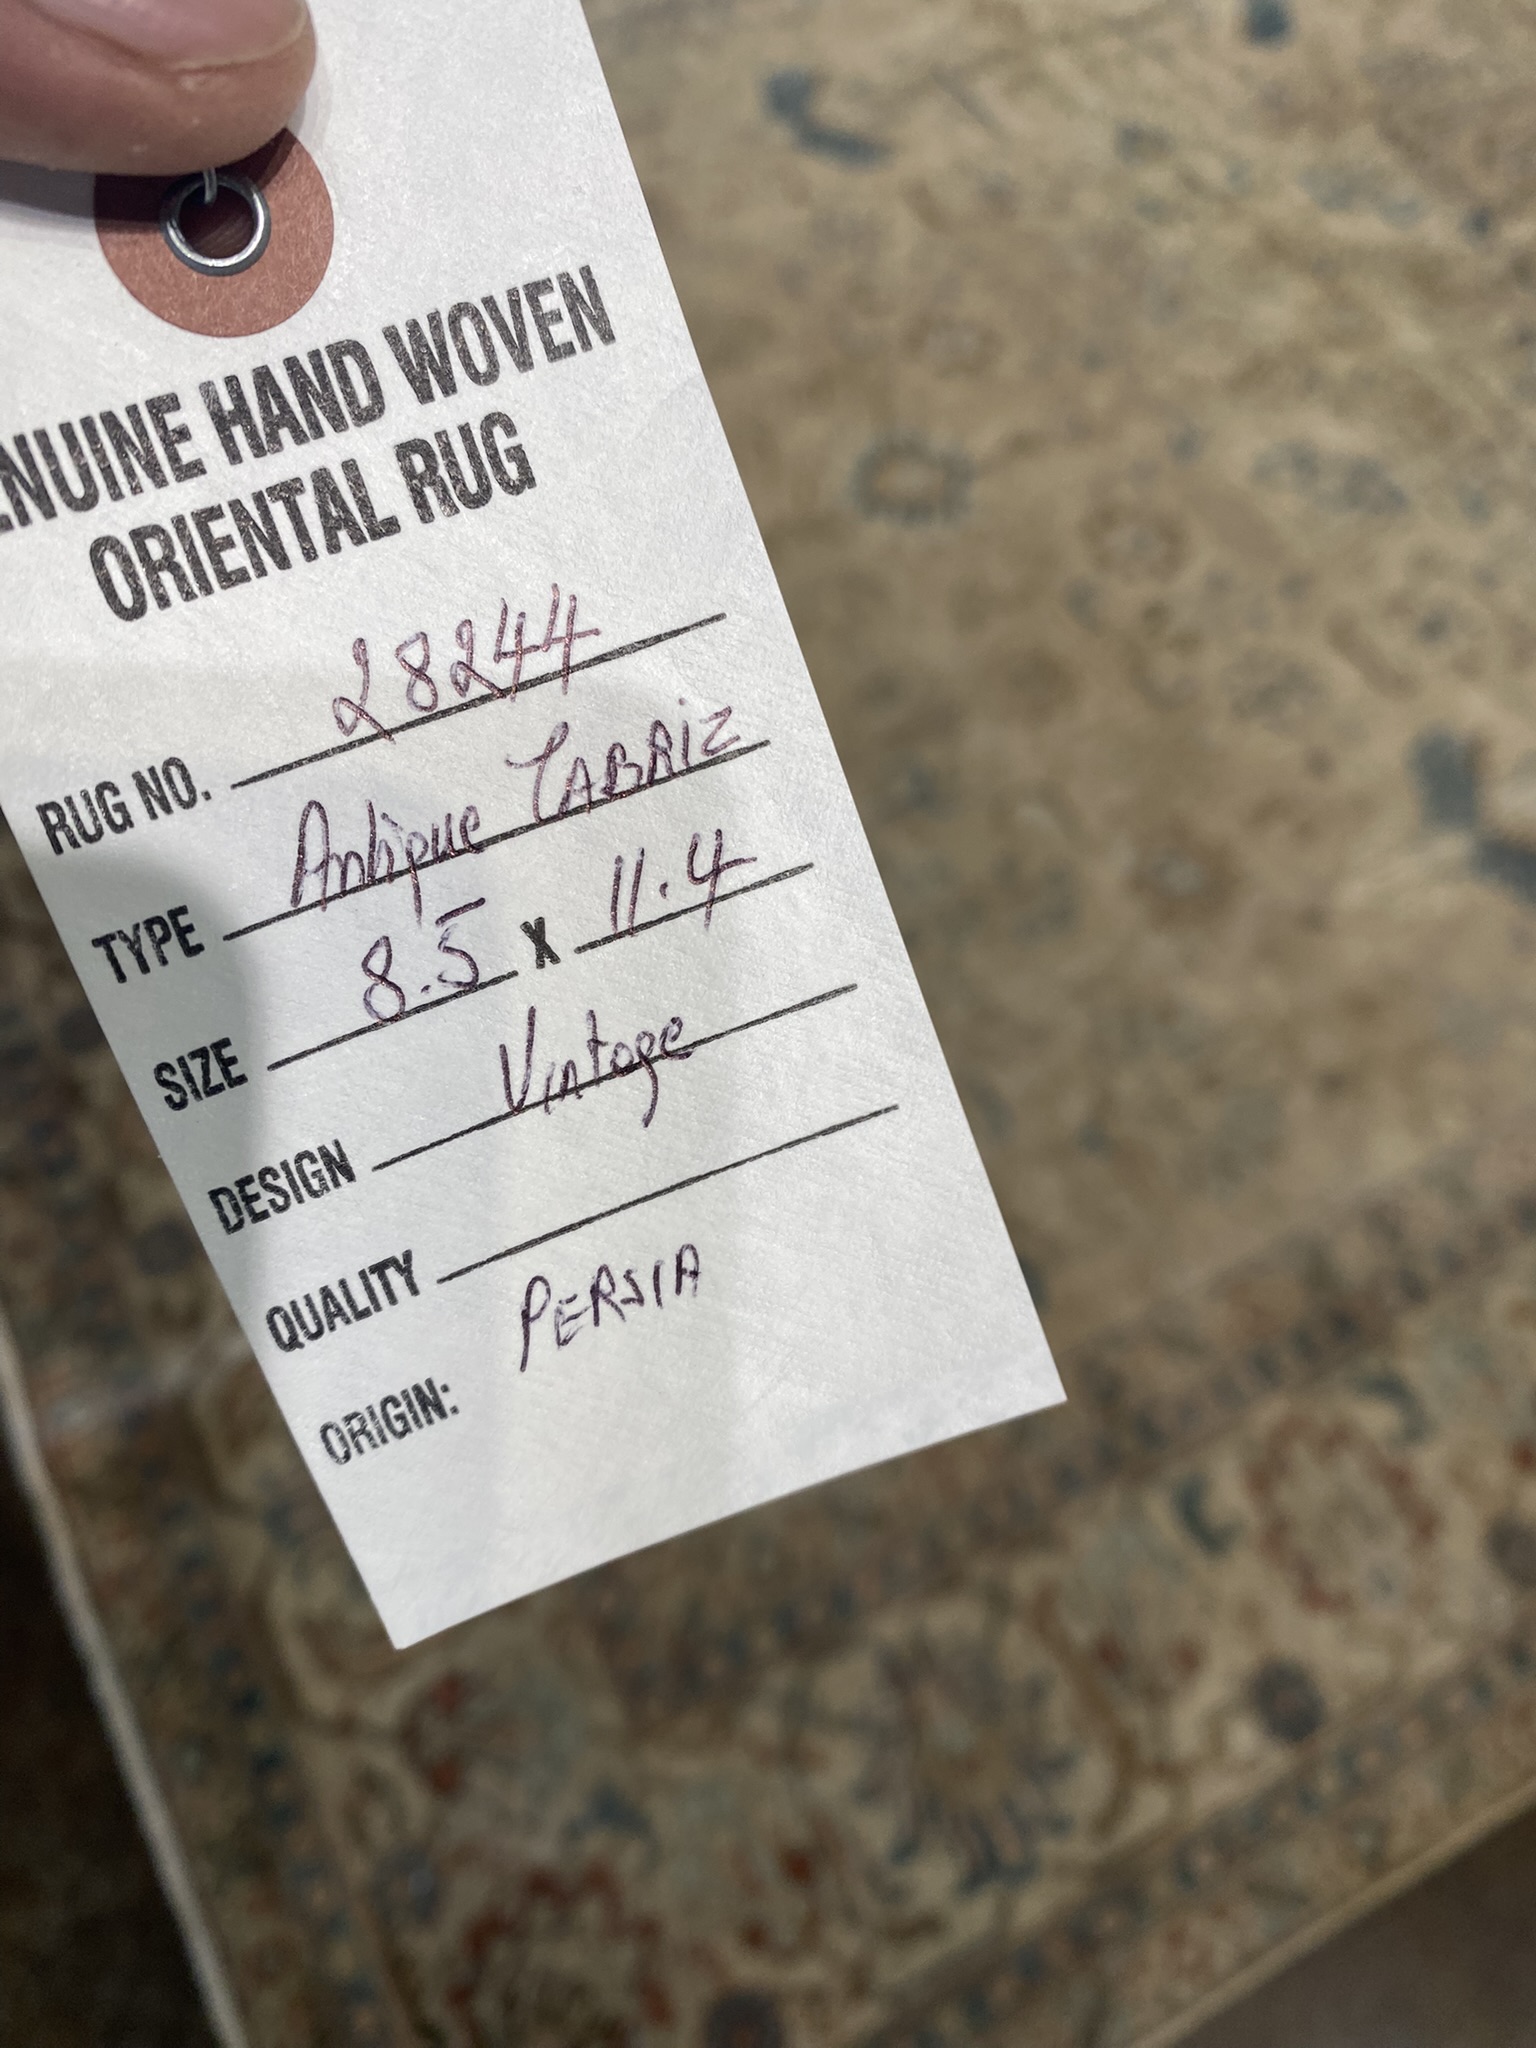 ENUINE HAND WOVEN
ORIENTAL RUG
RUG NO. 28244
TYPE Antique TABRIZ
SIZE 8.5 X 11.4
DESIGN Vintage
QUALITY
ORIGIN: PERSIA